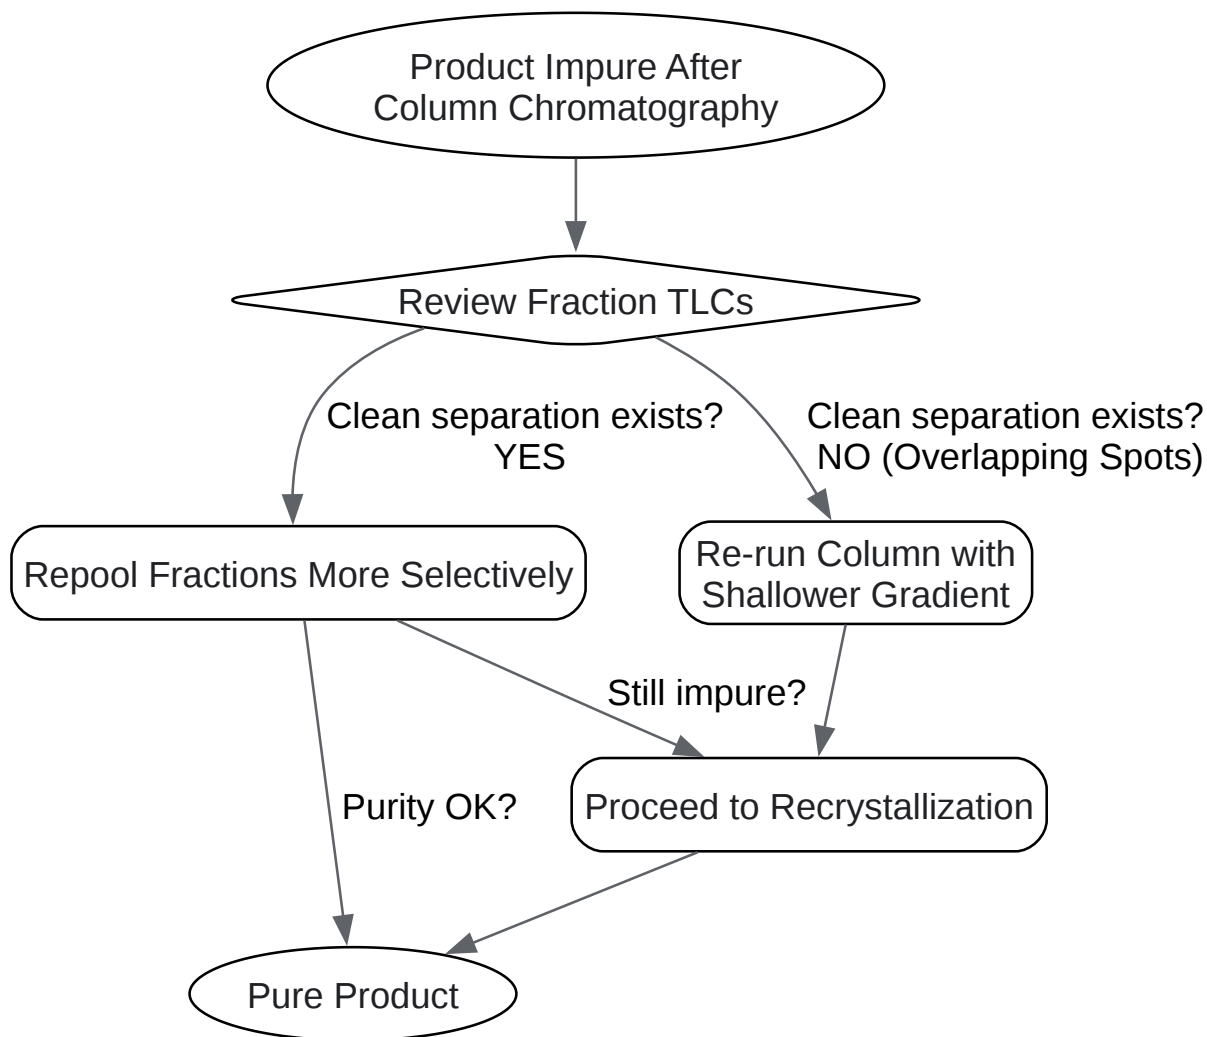 Product Impure After
Column Chromatography
Review Fraction TLCs
Clean separation exists?
YES
Clean separation exists?
NO (Overlapping Spots)
Repool Fractions More Selectively
Re-run Column with
Shallower Gradient
Still impure?
Purity OK?
Proceed to Recrystallization
Pure Product